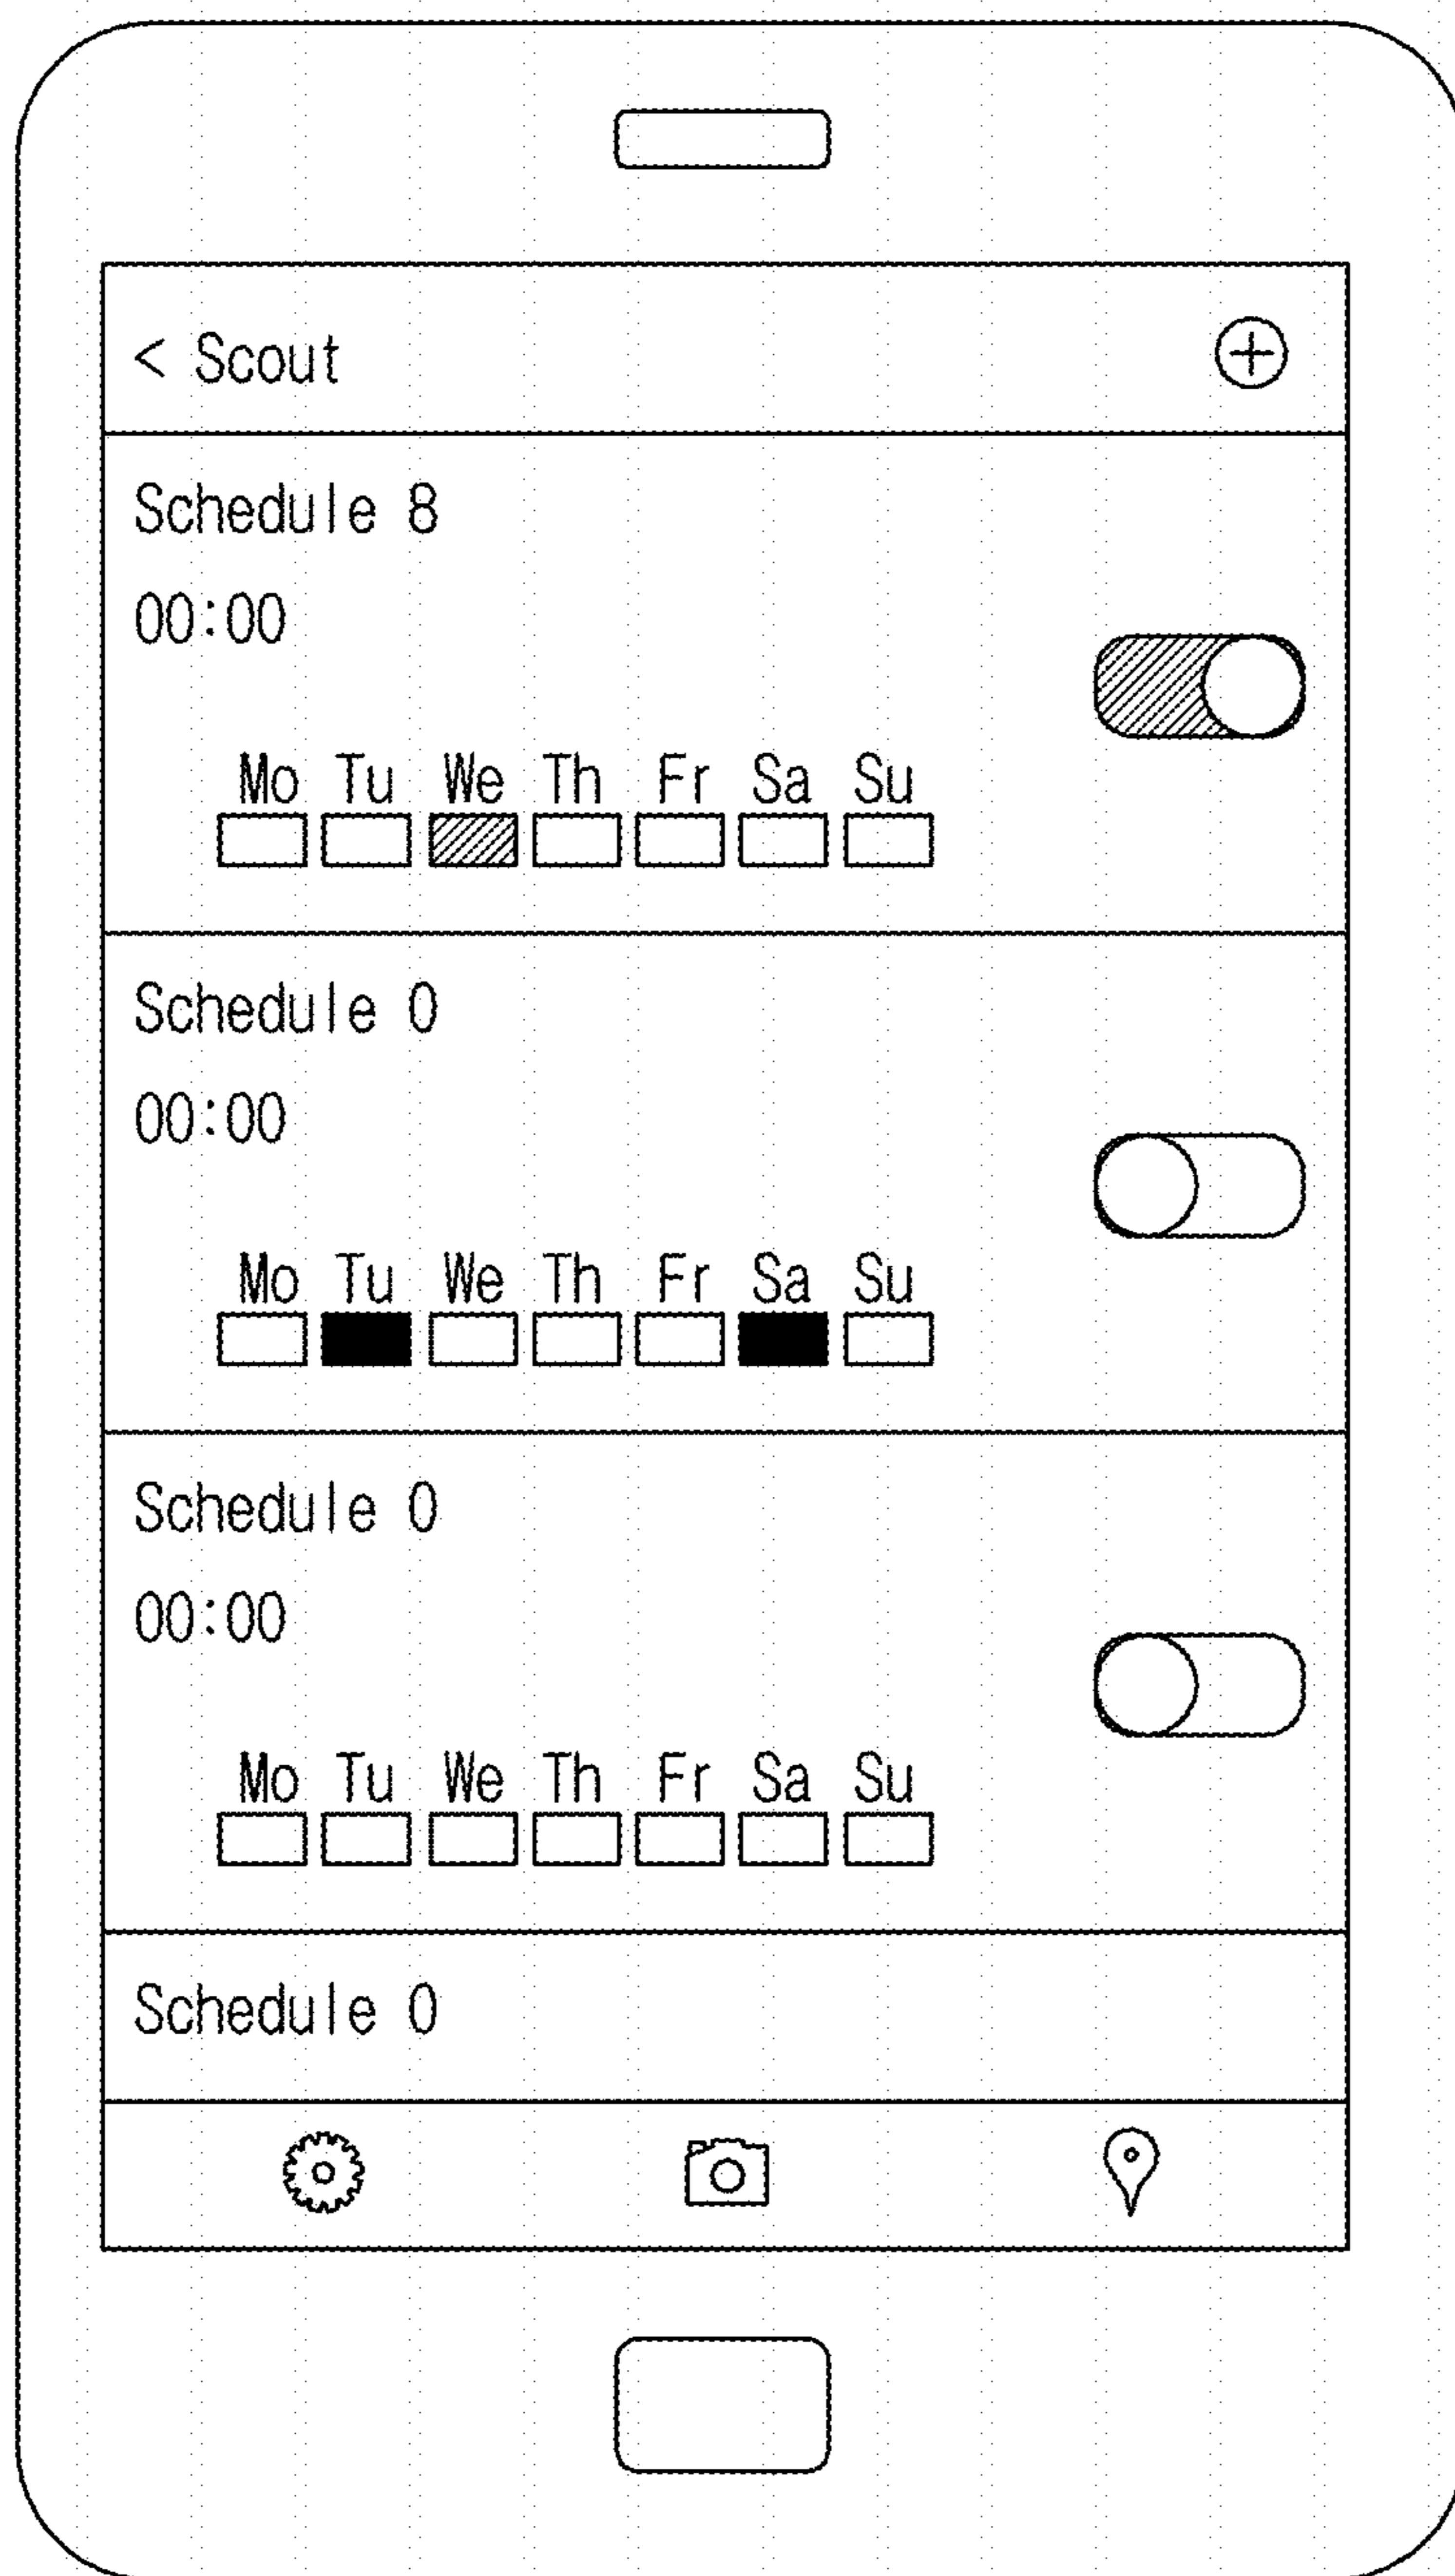 < Scout
Schedule 8
00:00
Mo Tu We Th Fr Sa Su
Schedule 0
00:00
Mo Tu We Th Fr Sa Su
Schedule 0
00:00
Mo Tu We Th Fr Sa Su
Schedule 0